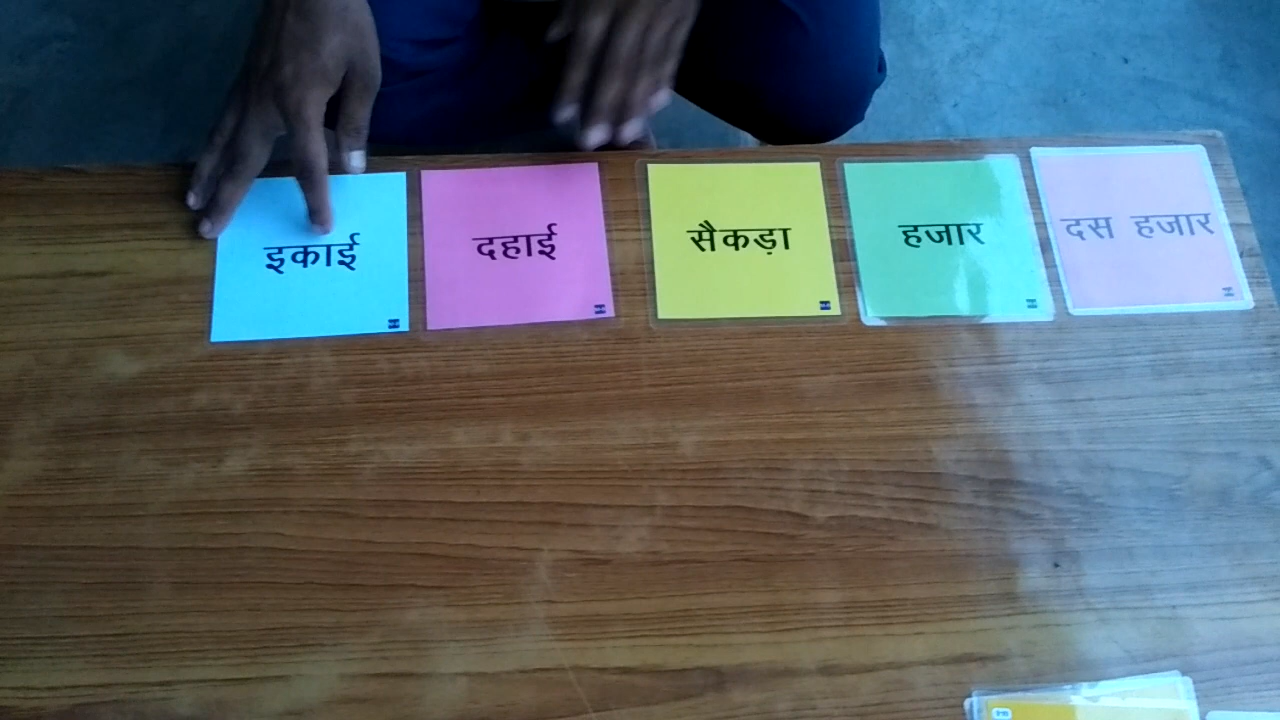 इकाई
दहाई
सैकड़ा
हजार
दस हजार